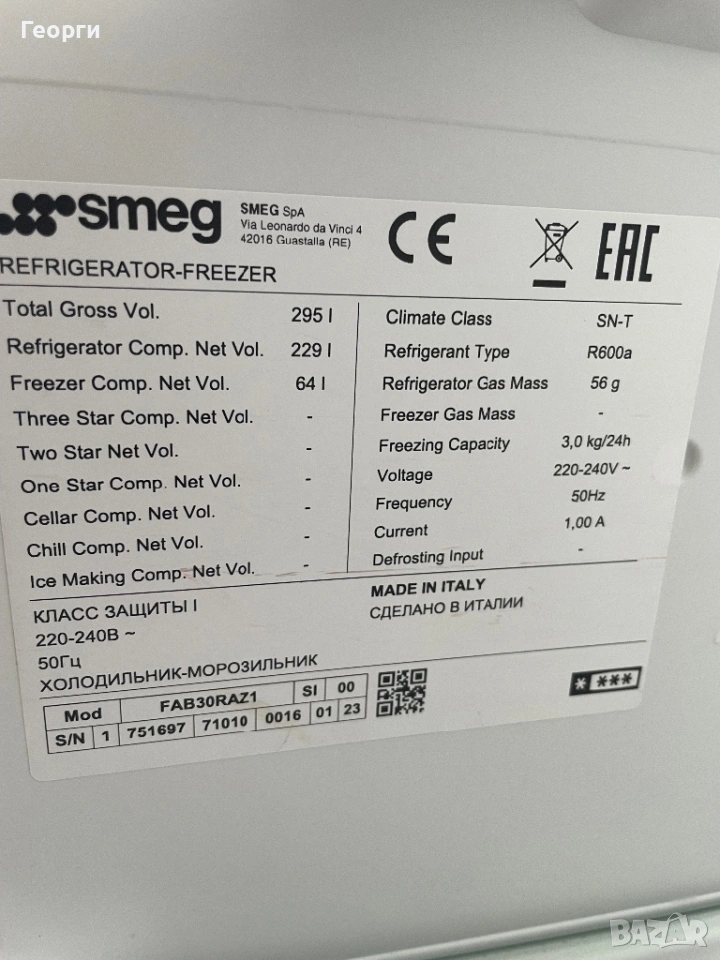 Георги
smeg
SMEG SpA
Via Leonardo da Vinci 4
42016 Guastalla (RE)
CE
EAC
REFRIGERATOR-FREEZER
Total Gross Vol. 295 l
Refrigerator Comp. Net Vol. 229 l
Freezer Comp. Net Vol. 64 l
Three Star Comp. Net Vol. -
Two Star Net Vol. -
One Star Comp. Net Vol. -
Cellar Comp. Net Vol. -
Chill Comp. Net Vol. -
Ice Making Comp. Net Vol. -
Climate Class SN-T
Refrigerant Type R600a
Refrigerator Gas Mass 56 g
Freezer Gas Mass -
Freezing Capacity 3,0 kg/24h
Voltage 220-240V ~
Frequency 50Hz
Current 1,00 A
Defrosting Input -
КЛАСС ЗАЩИТЫ I
220-240В ~
50Гц
ХОЛОДИЛЬНИК-МОРОЗИЛЬНИК
MADE IN ITALY
СДЕЛАНО В ИТАЛИИ
Mod FAB30RAZ1 SI 00
S/N 1 751697 71010 0016 01 23
* ***
BAZAR